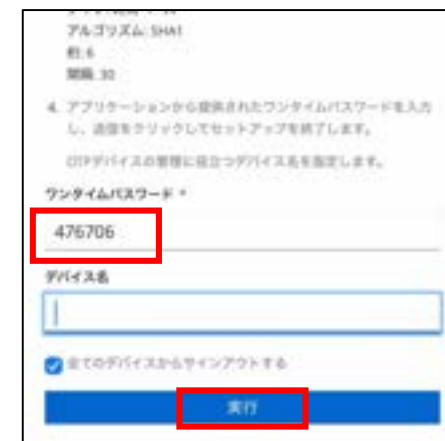 アルゴリズム: SHA1
桁: 6
間隔: 30
4. アプリケーションから提供されたワンタイムパスワードを入力
し、送信をクリックしてセットアップを終了します。
OTPデバイスの管理に役立つデバイス名を指定します。
ワンタイムパスワード *
476706
デバイス名
全てのデバイスからサインアウトする
実行